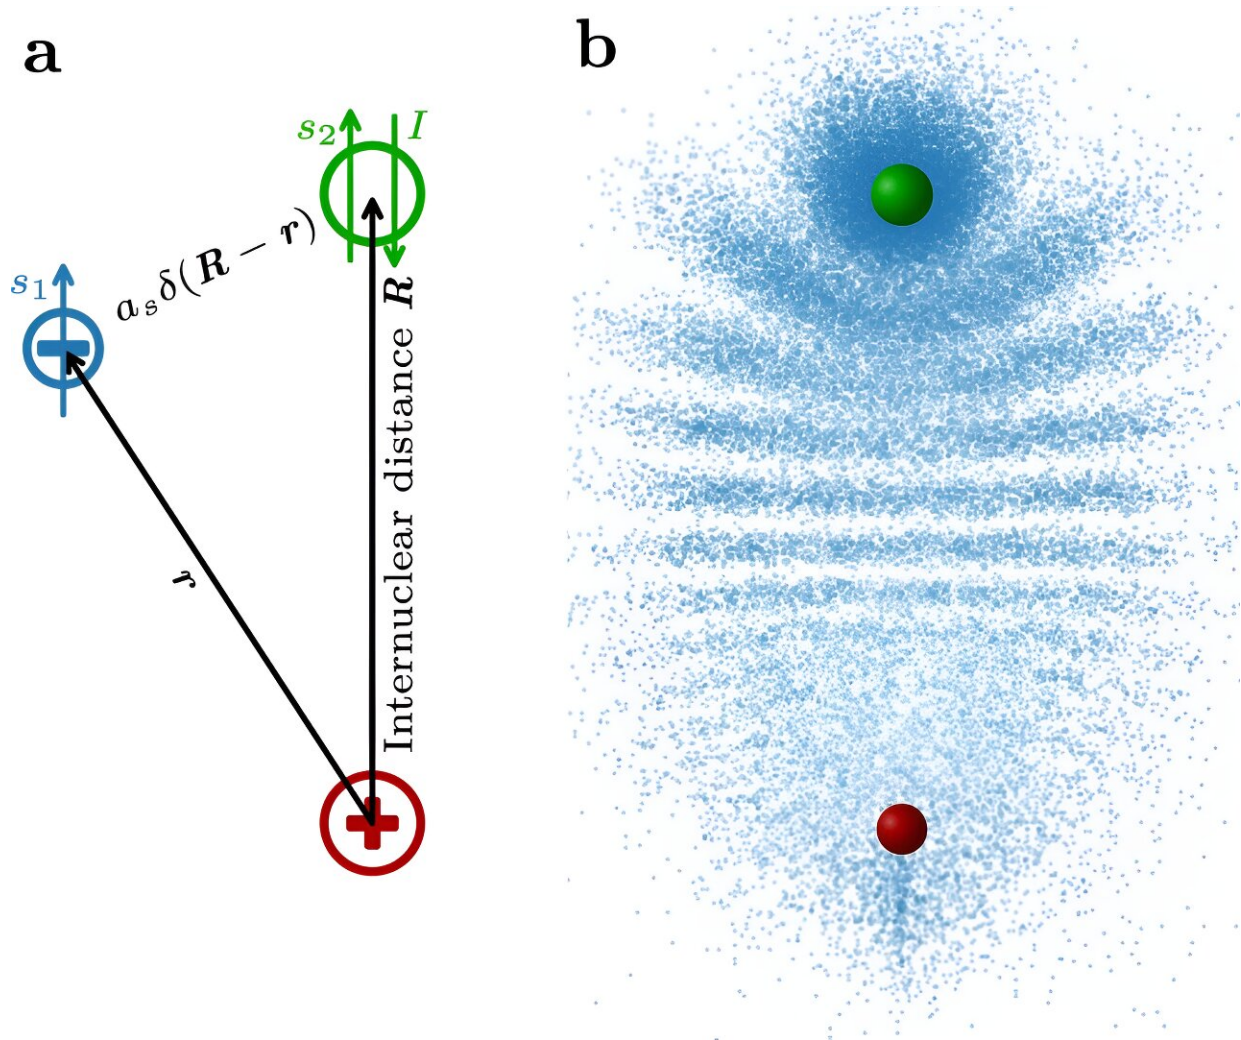 a
b
s₂
I
s₁
aₛδ(R − r)
Internuclear distance R
r